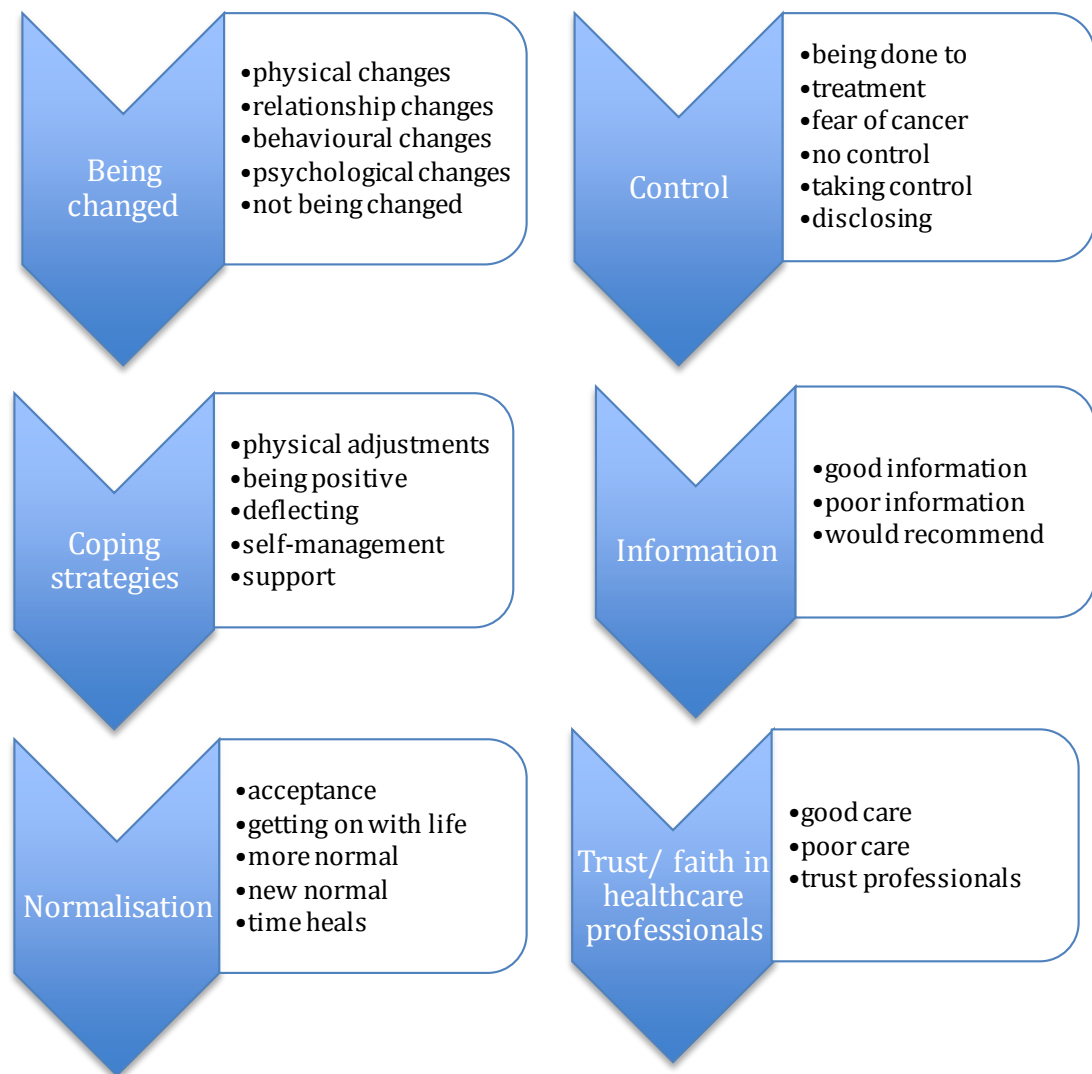 Being
changed
•physical changes
•relationship changes
•behavioural changes
•psychological changes
•not being changed
Control
•being done to
•treatment
•fear of cancer
•no control
•taking control
•disclosing
Coping
strategies
•physical adjustments
•being positive
•deflecting
•self-management
•support
Information
•good information
•poor information
•would recommend
Normalisation
•acceptance
•getting on with life
•more normal
•new normal
•time heals
Trust/ faith in
healthcare
professionals
•good care
•poor care
•trust professionals